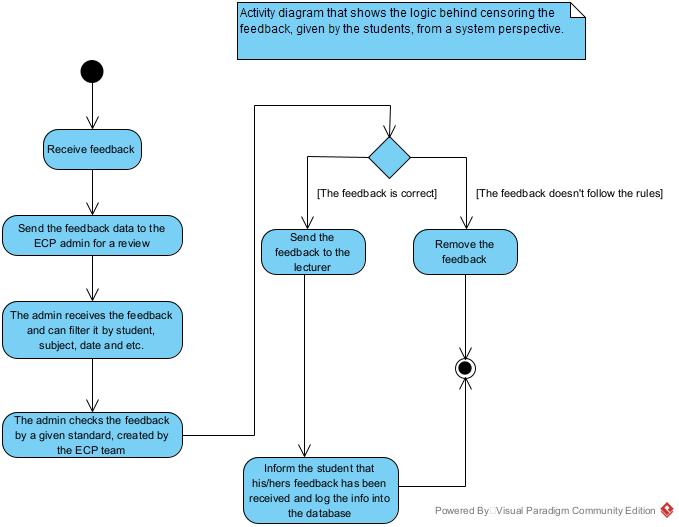 Activity diagram that shows the logic behind censoring the
feedback, given by the students, from a system perspective.
Receive feedback
Send the feedback data to the
ECP admin for a review
The admin receives the feedback
and can filter it by student,
subject, date and etc.
The admin checks the feedback
by a given standard, created by
the ECP team
[The feedback is correct]
[The feedback doesn't follow the rules]
Send the
feedback to the
lecturer
Remove the
feedback
Inform the student that
his/hers feedback has been
received and log the info into
the database
Powered By Visual Paradigm Community Edition